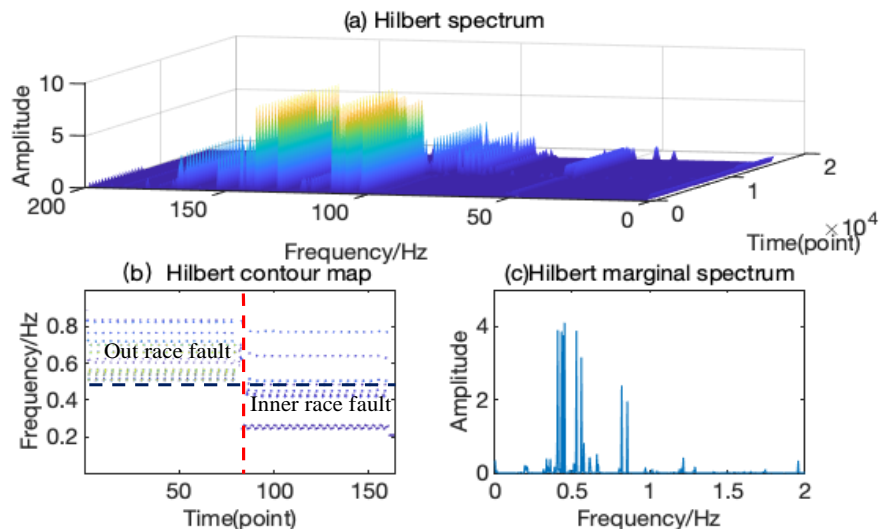 (a) Hilbert spectrum
10
5
0
Amplitude
200
150
100
50
0
Frequency/Hz
0
1
2
×10⁴
Time(point)
(b) Hilbert contour map
0.8
0.6
0.4
0.2
Frequency/Hz
Out race fault
Inner race fault
50
100
150
Time(point)
(c)Hilbert marginal spectrum
4
2
0
Amplitude
0
0.5
1
1.5
2
Frequency/Hz